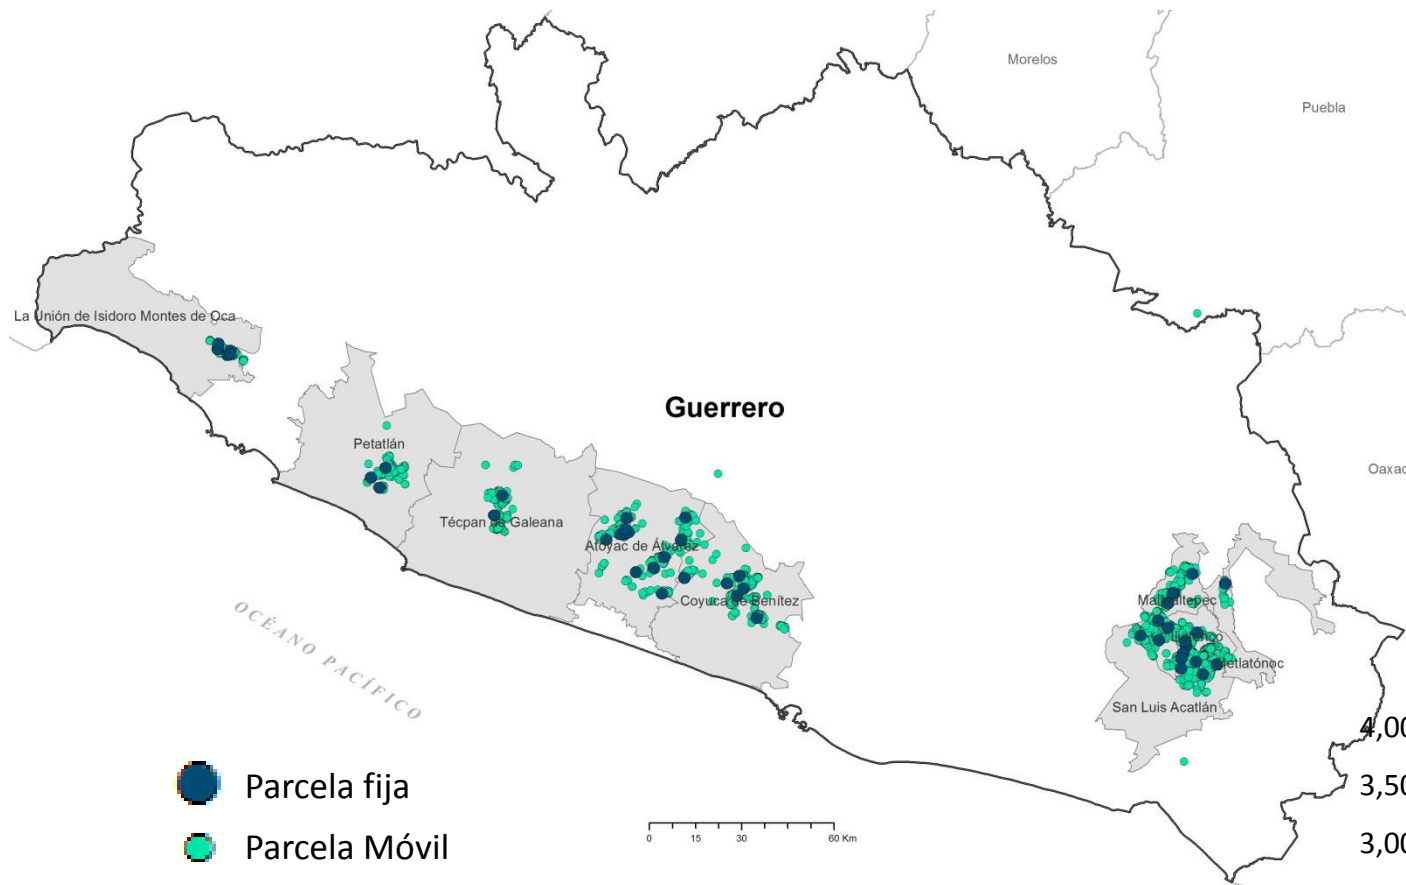 Morelos
Puebla
La Unión de Isidoro Montes de Oca
Guerrero
Petatlán
Oaxac
Técpan de Galeana
Atoyac de Álvarez
Coyuca de Benítez
Malinaltepec
San Luis Acatlán
OCÉANO PACÍFICO
4,00
Parcela fija
3,50
Parcela Móvil
0 15 30 60 Km
3,00